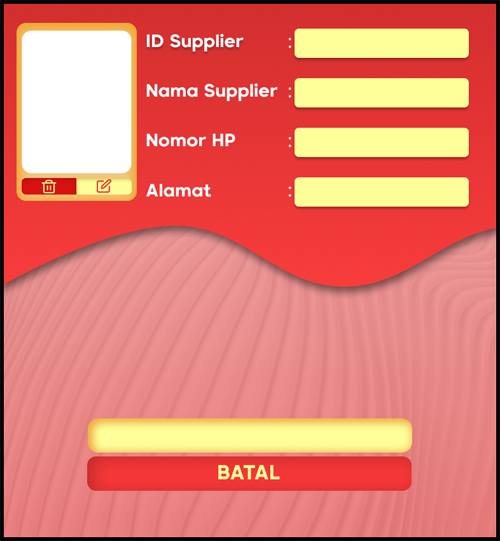 ID Supplier :
Nama Supplier :
Nomor HP :
Alamat :
BATAL